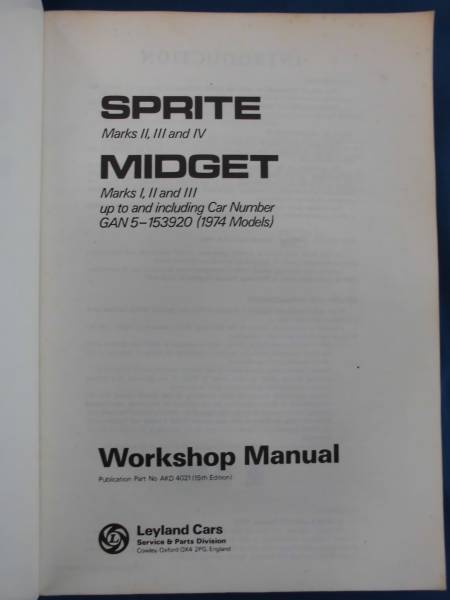 INTRODUCTION
SPRITE
Marks II, III and IV
MIDGET
Marks I, II and III
up to and including Car Number
GAN 5–153920 (1974 Models)
Workshop Manual
Publication Part No. AKD 4021 (15th Edition)
L
Leyland Cars
Service & Parts Division
Cowley, Oxford OX4 2PG, England